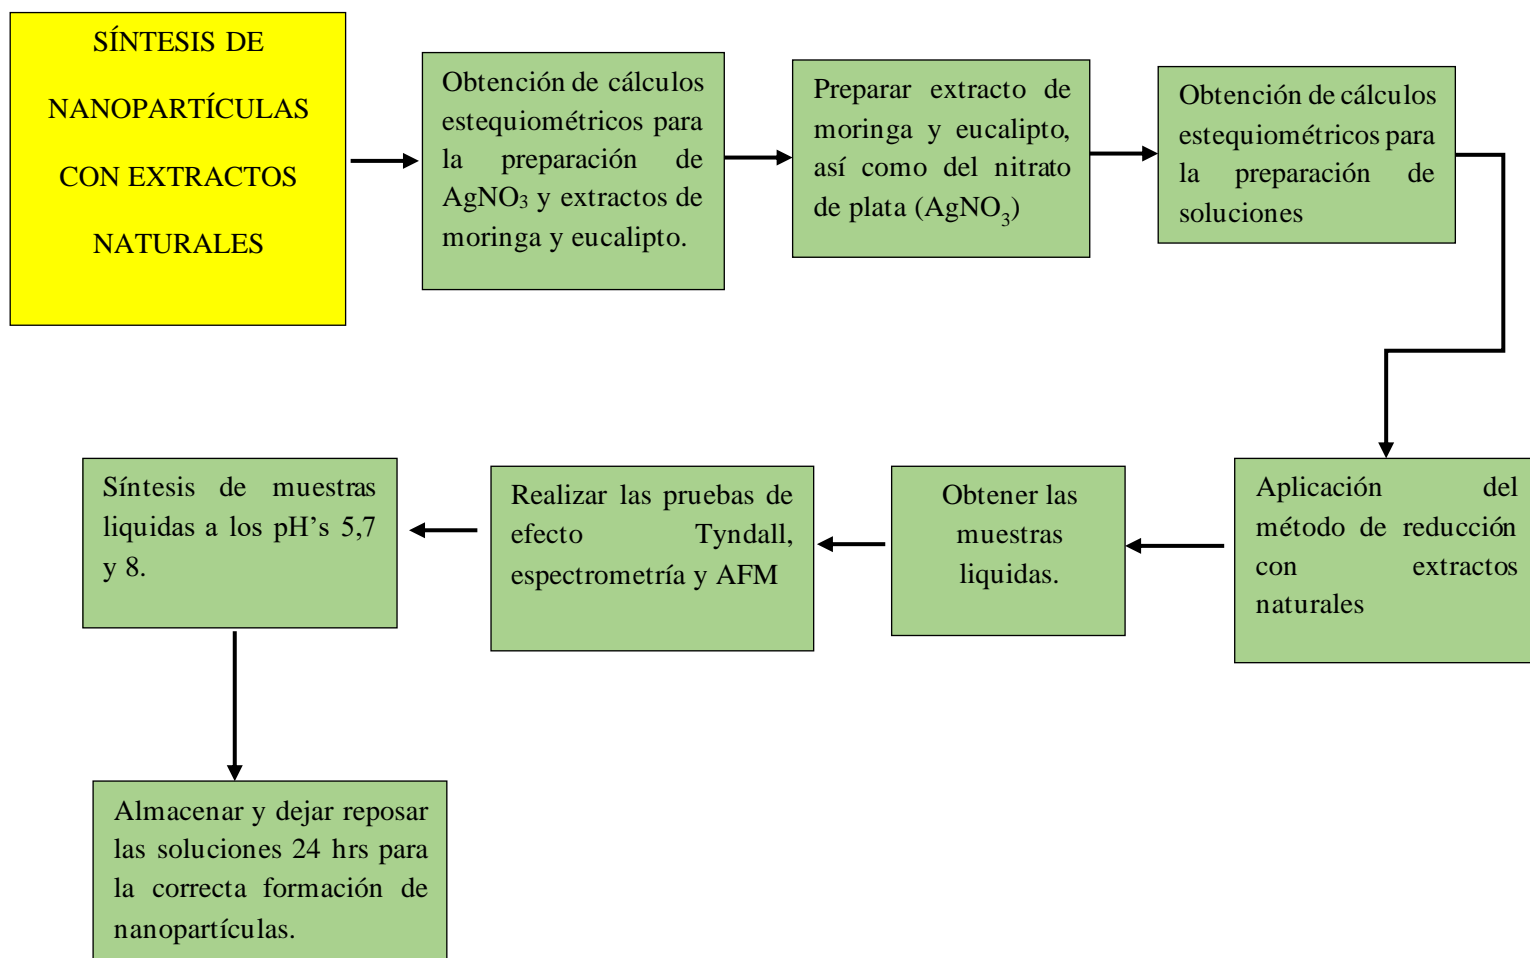 SÍNTESIS DE
NANOPARTÍCULAS
CON EXTRACTOS
NATURALES
Obtención de cálculos
estequiométricos para
la preparación de
AgNO₃ y extractos de
moringa y eucalipto.
Preparar extracto de
moringa y eucalipto,
así como del nitrato
de plata (AgNO₃)
Obtención de cálculos
estequiométricos para
la preparación de
soluciones
Aplicación del
método de reducción
con extractos
naturales
Obtener las
muestras
liquidas.
Realizar las pruebas de
efecto Tyndall,
espectrometría y AFM
Síntesis de muestras
liquidas a los pH’s 5,7
y 8.
Almacenar y dejar reposar
las soluciones 24 hrs para
la correcta formación de
nanopartículas.